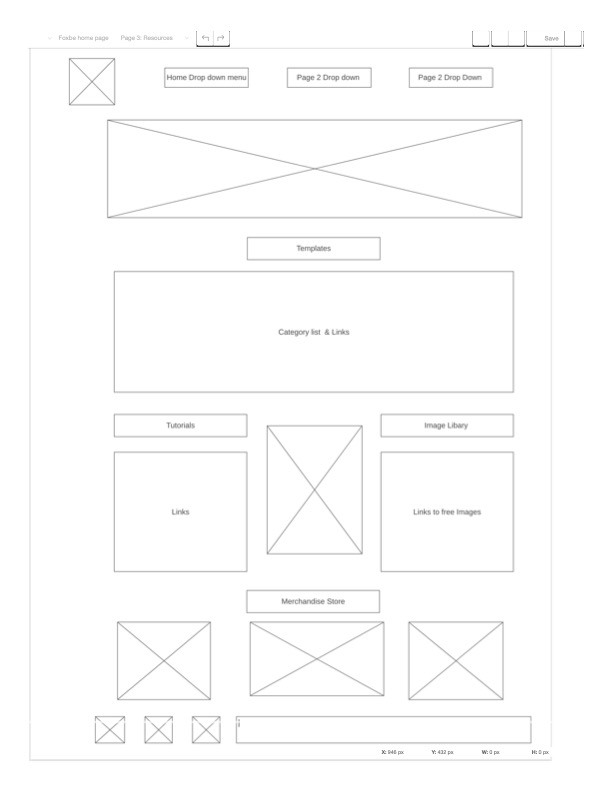 Foxbe home page Page 3: Resources Save
Home Drop down menu Page 2 Drop down Page 2 Drop Down
Templates
Category list & Links
Tutorials Image Libary
Links Links to free Images
Merchandise Store
X: 946 px Y: 432 px W: 0 px H: 0 px